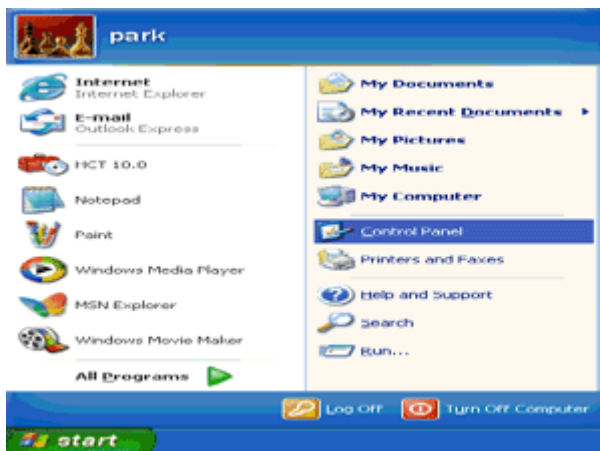 park
Internet
Internet Explorer
E-mail
Outlook Express
HCT 10.0
Notepad
Paint
Windows Media Player
MSN Explorer
Windows Movie Maker
All Programs
My Documents
My Recent Documents
My Pictures
My Music
My Computer
Control Panel
Printers and Faxes
Help and Support
Search
Run...
Log Off
Turn Off Computer
start